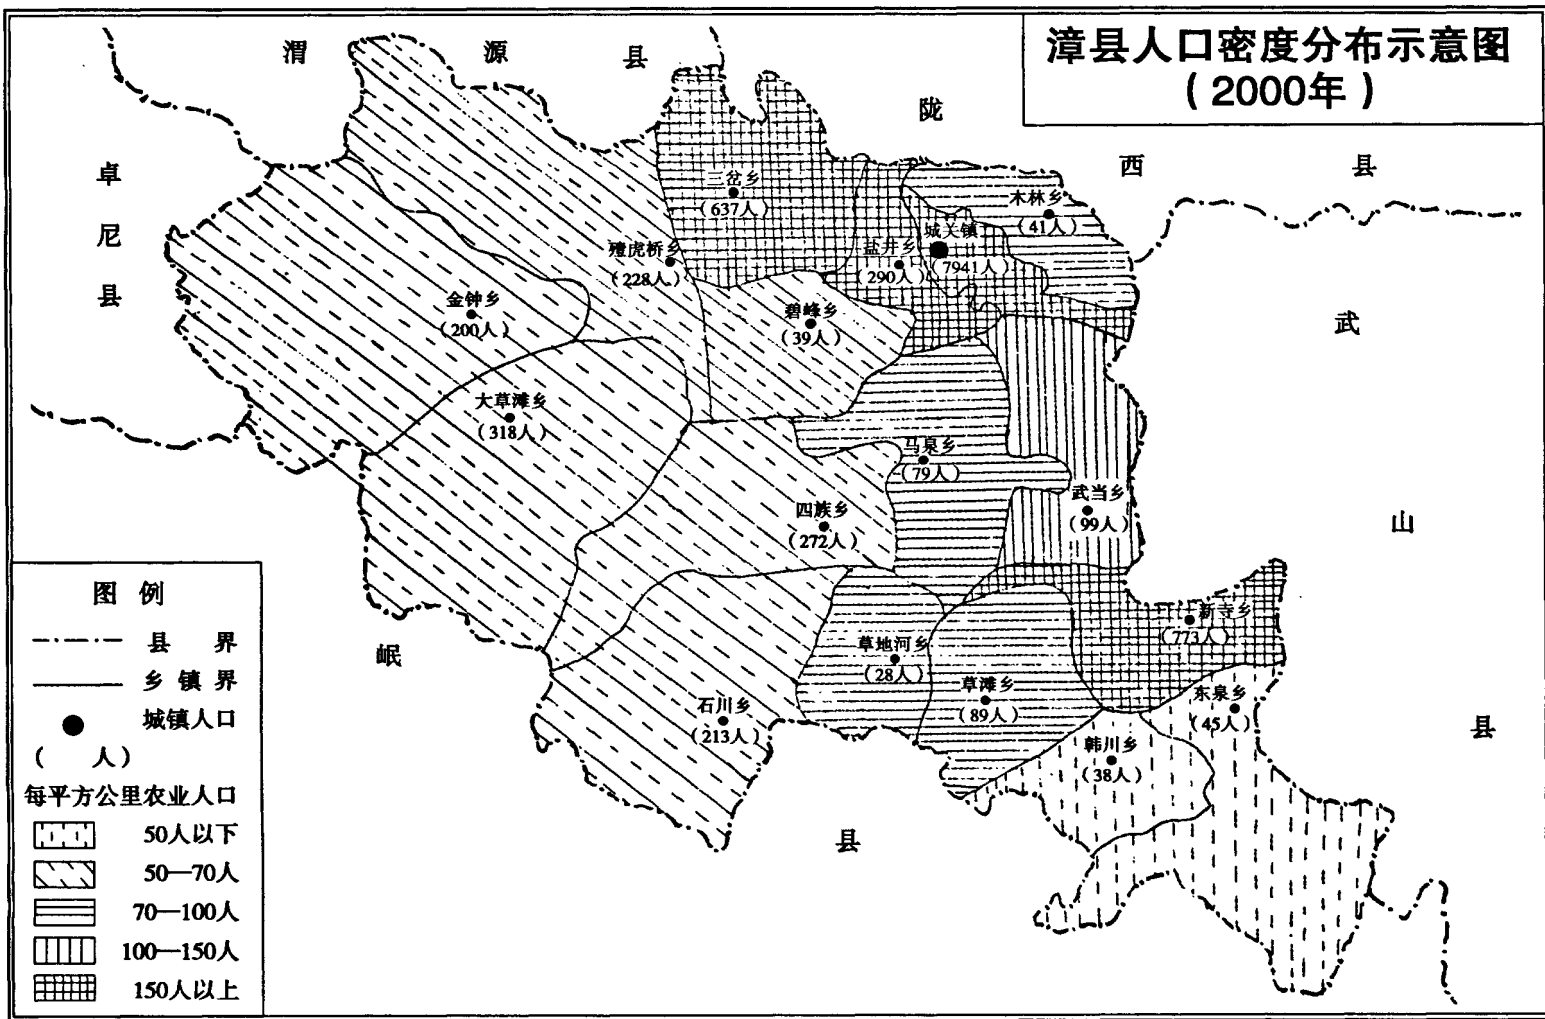 漳县人口密度分布示意图
（2000年）
渭源县
陇西县
卓尼县
武山县
岷县
三岔乡
（637人）
木林乡
（41人）
城关镇
（7941人）
盐井乡
（290人）
殪虎桥乡
（228人）
金钟乡
（200人）
碧峰乡
（39人）
大草滩乡
（318人）
马泉乡
（79人）
武当乡
（99人）
四族乡
（272人）
新寺乡
（773人）
草地河乡
（28人）
草滩乡
（89人）
东泉乡
（45人）
石川乡
（213人）
韩川乡
（38人）
图例
县界
乡镇界
城镇人口
（ 人）
每平方公里农业人口
50人以下
50—70人
70—100人
100—150人
150人以上